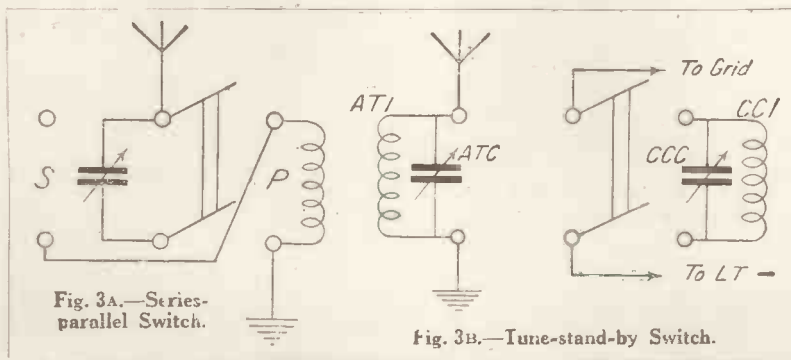 S
P
Fig. 3A.—Series-
parallel Switch.
ATI
ATC
To Grid
CCC
CCI
To LT –
Fig. 3B.—Tune-stand-by Switch.